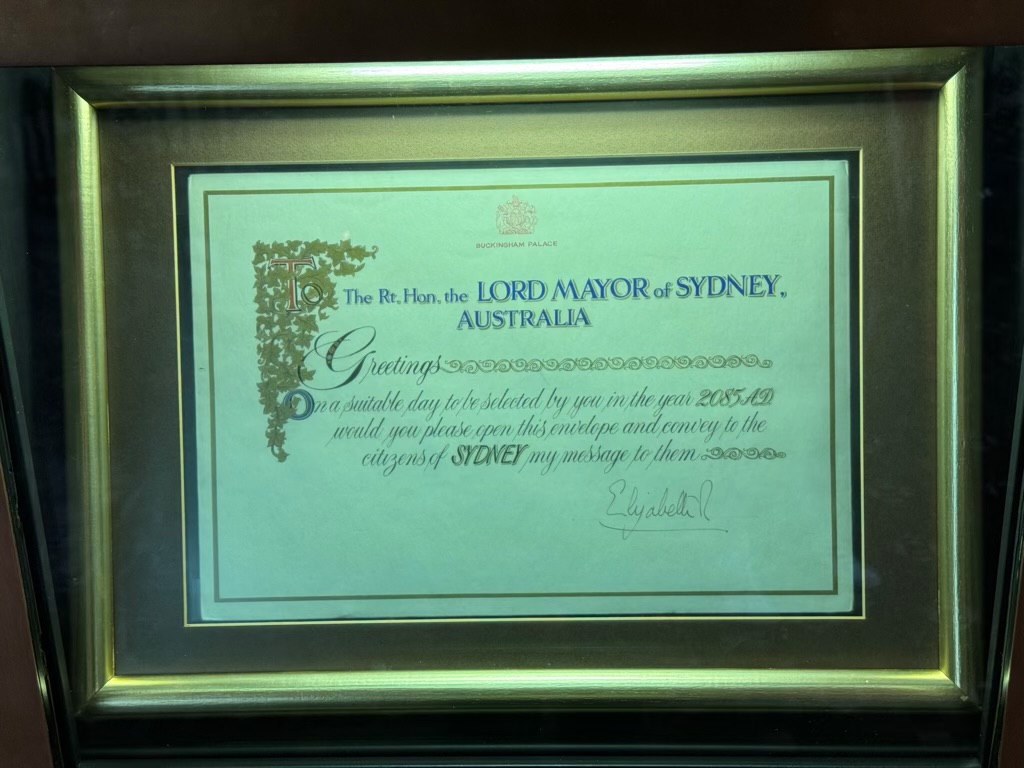 BUCKINGHAM PALACE
To The Rt. Hon. the LORD MAYOR of SYDNEY,
AUSTRALIA
Greetings
On a suitable day to be selected by you in the year 2085 A.D
would you please open this envelope and convey to the
citizens of SYDNEY my message to them
Elizabeth R